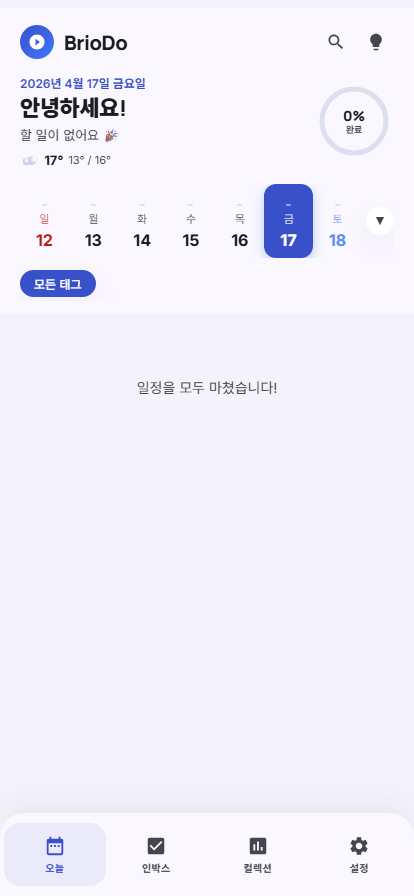 BrioDo
2026년 4월 17일 금요일
안녕하세요!
할 일이 없어요 🎉
17° 13° / 16°
0%
완료
- - - - - - -
일 월 화 수 목 금 토
12 13 14 15 16 17 18
▼
모든 태그
일정을 모두 마쳤습니다!
오늘 인박스 컬렉션 설정